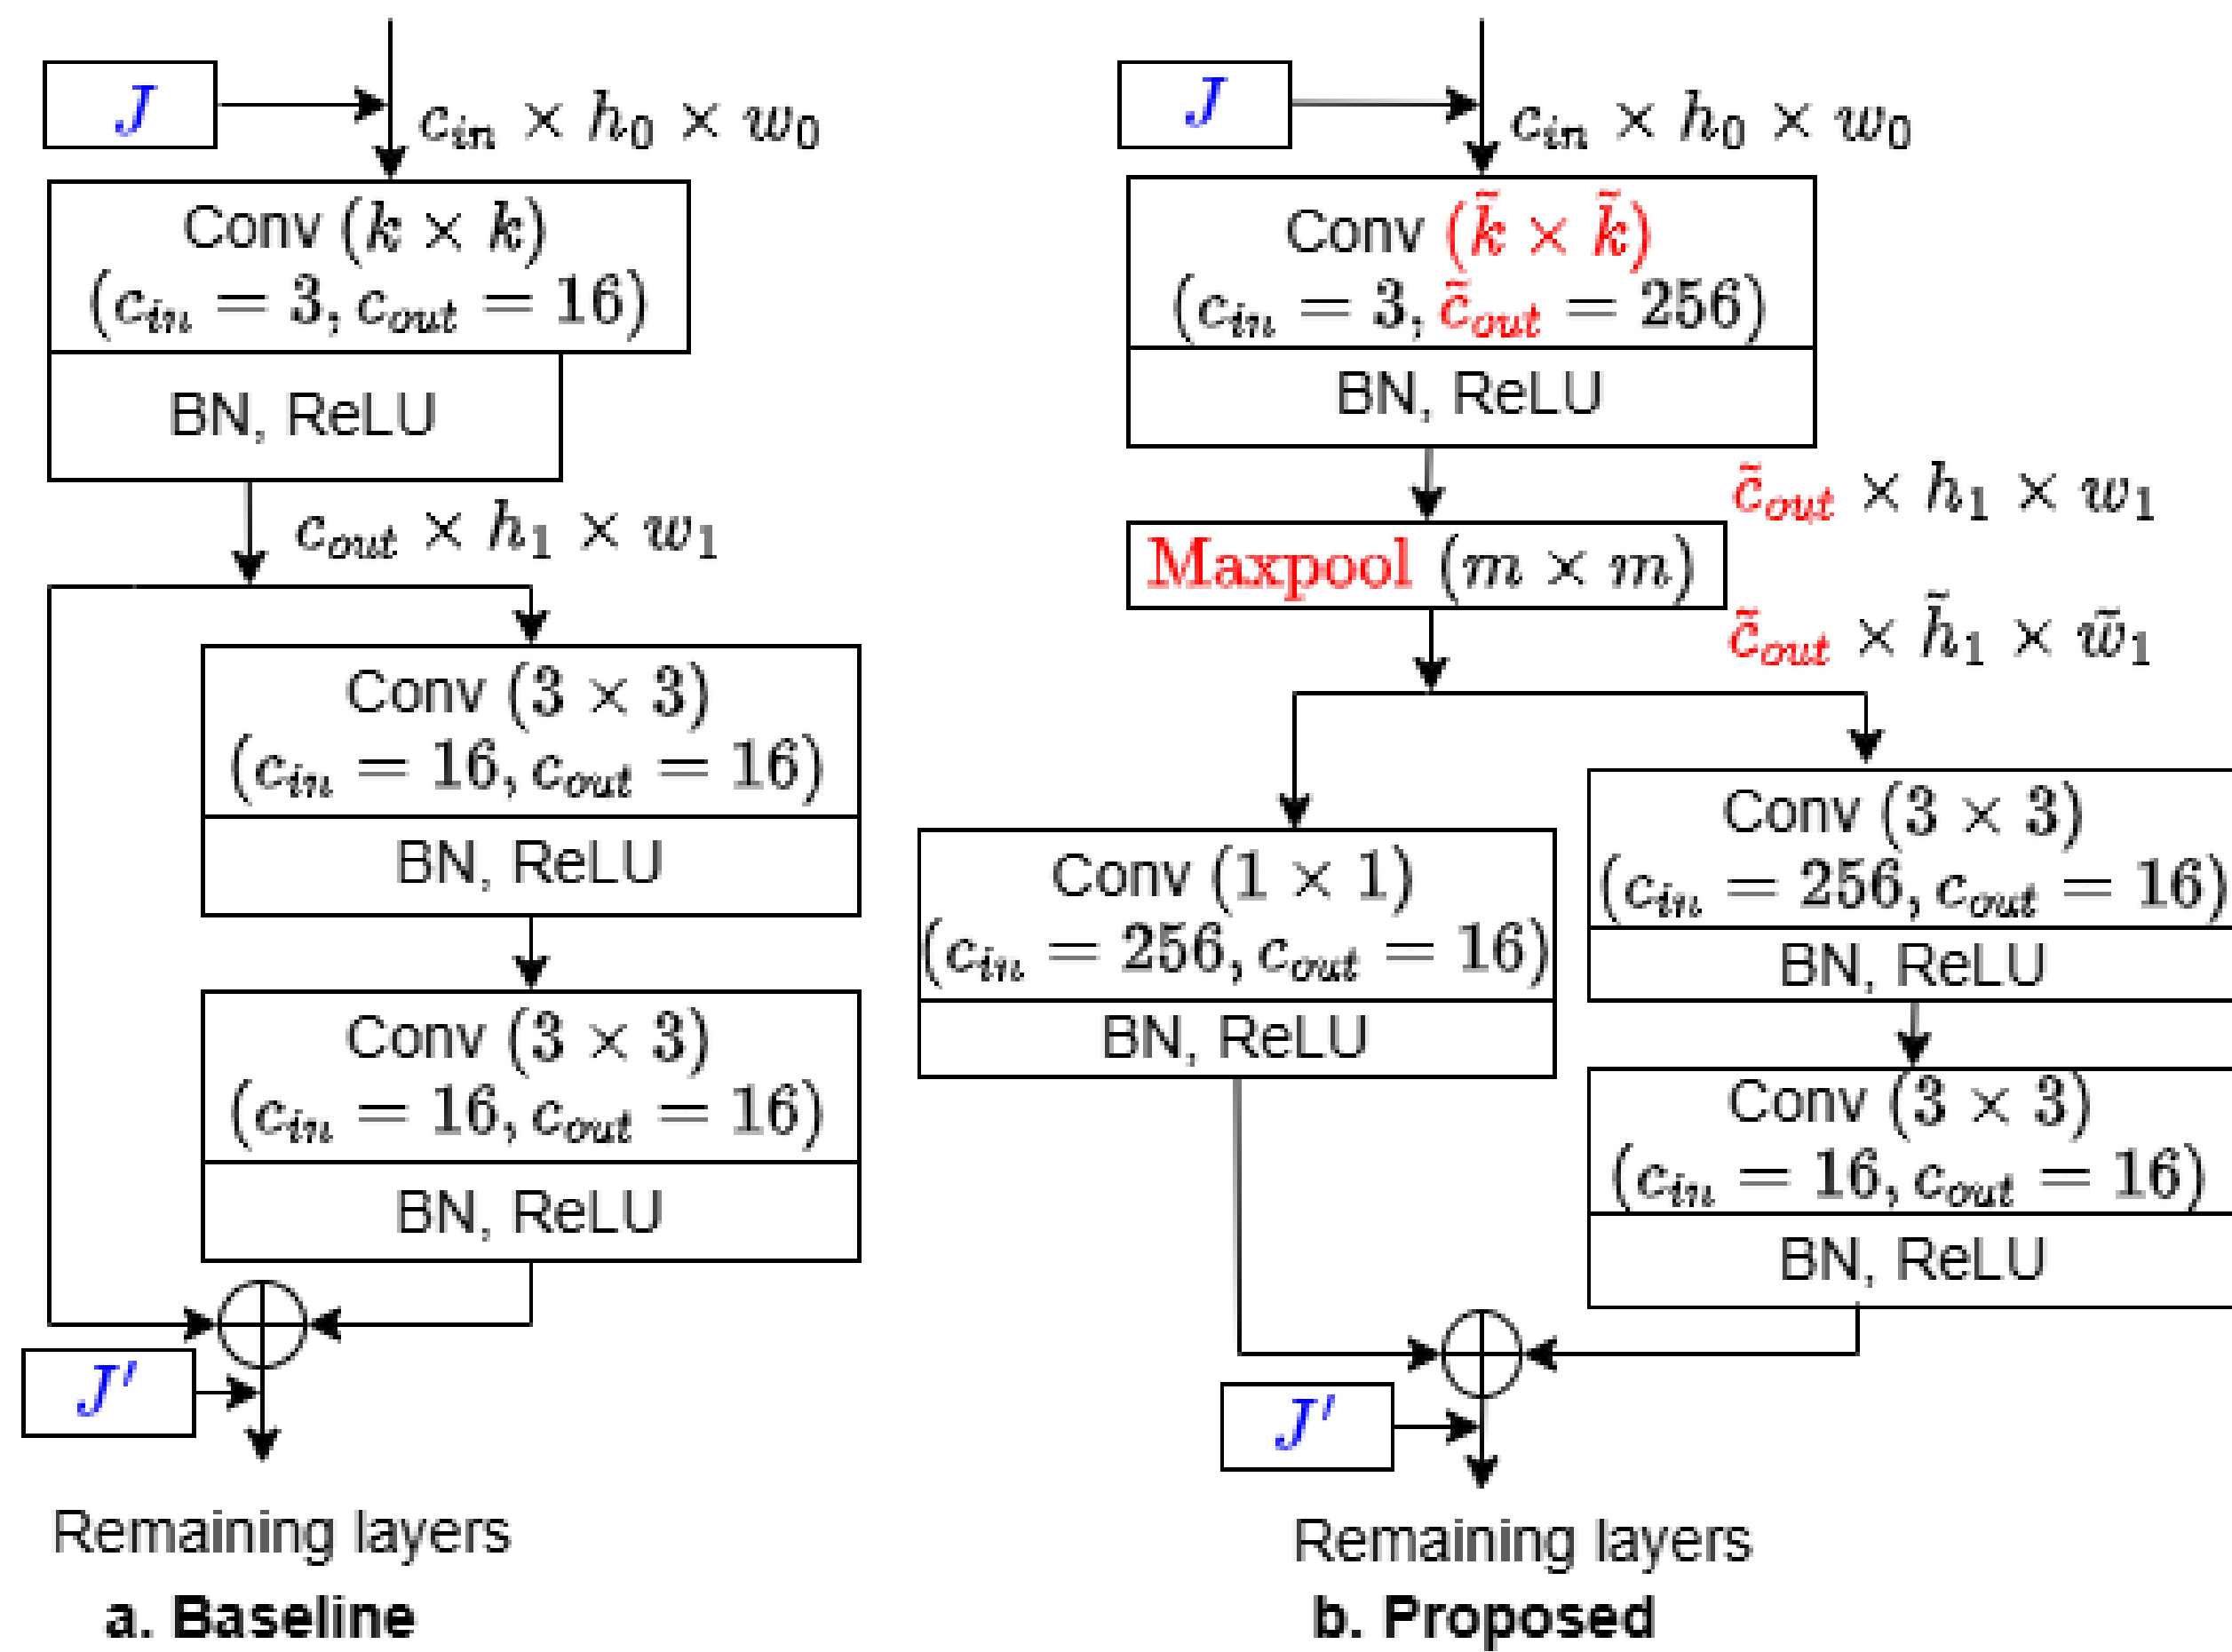 J
c_in × h_0 × w_0
Conv (k × k)
(c_in = 3, c_out = 16)
BN, ReLU
c_out × h_1 × w_1
Conv (3 × 3)
(c_in = 16, c_out = 16)
BN, ReLU
Conv (3 × 3)
(c_in = 16, c_out = 16)
BN, ReLU
J′
Remaining layers
a. Baseline
J
c_in × h_0 × w_0
Conv (k̃ × k̃)
(c_in = 3, c̃_out = 256)
BN, ReLU
c̃_out × h_1 × w_1
Maxpool (m × m)
c̃_out × h̃_1 × w̃_1
Conv (1 × 1)
(c_in = 256, c_out = 16)
BN, ReLU
Conv (3 × 3)
(c_in = 256, c_out = 16)
BN, ReLU
Conv (3 × 3)
(c_in = 16, c_out = 16)
BN, ReLU
J′
Remaining layers
b. Proposed